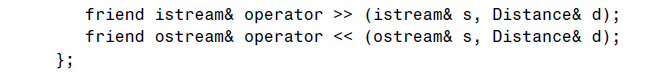 friend istream& operator >> (istream& s, Distance& d);
friend ostream& operator << (ostream& s, Distance& d);
};